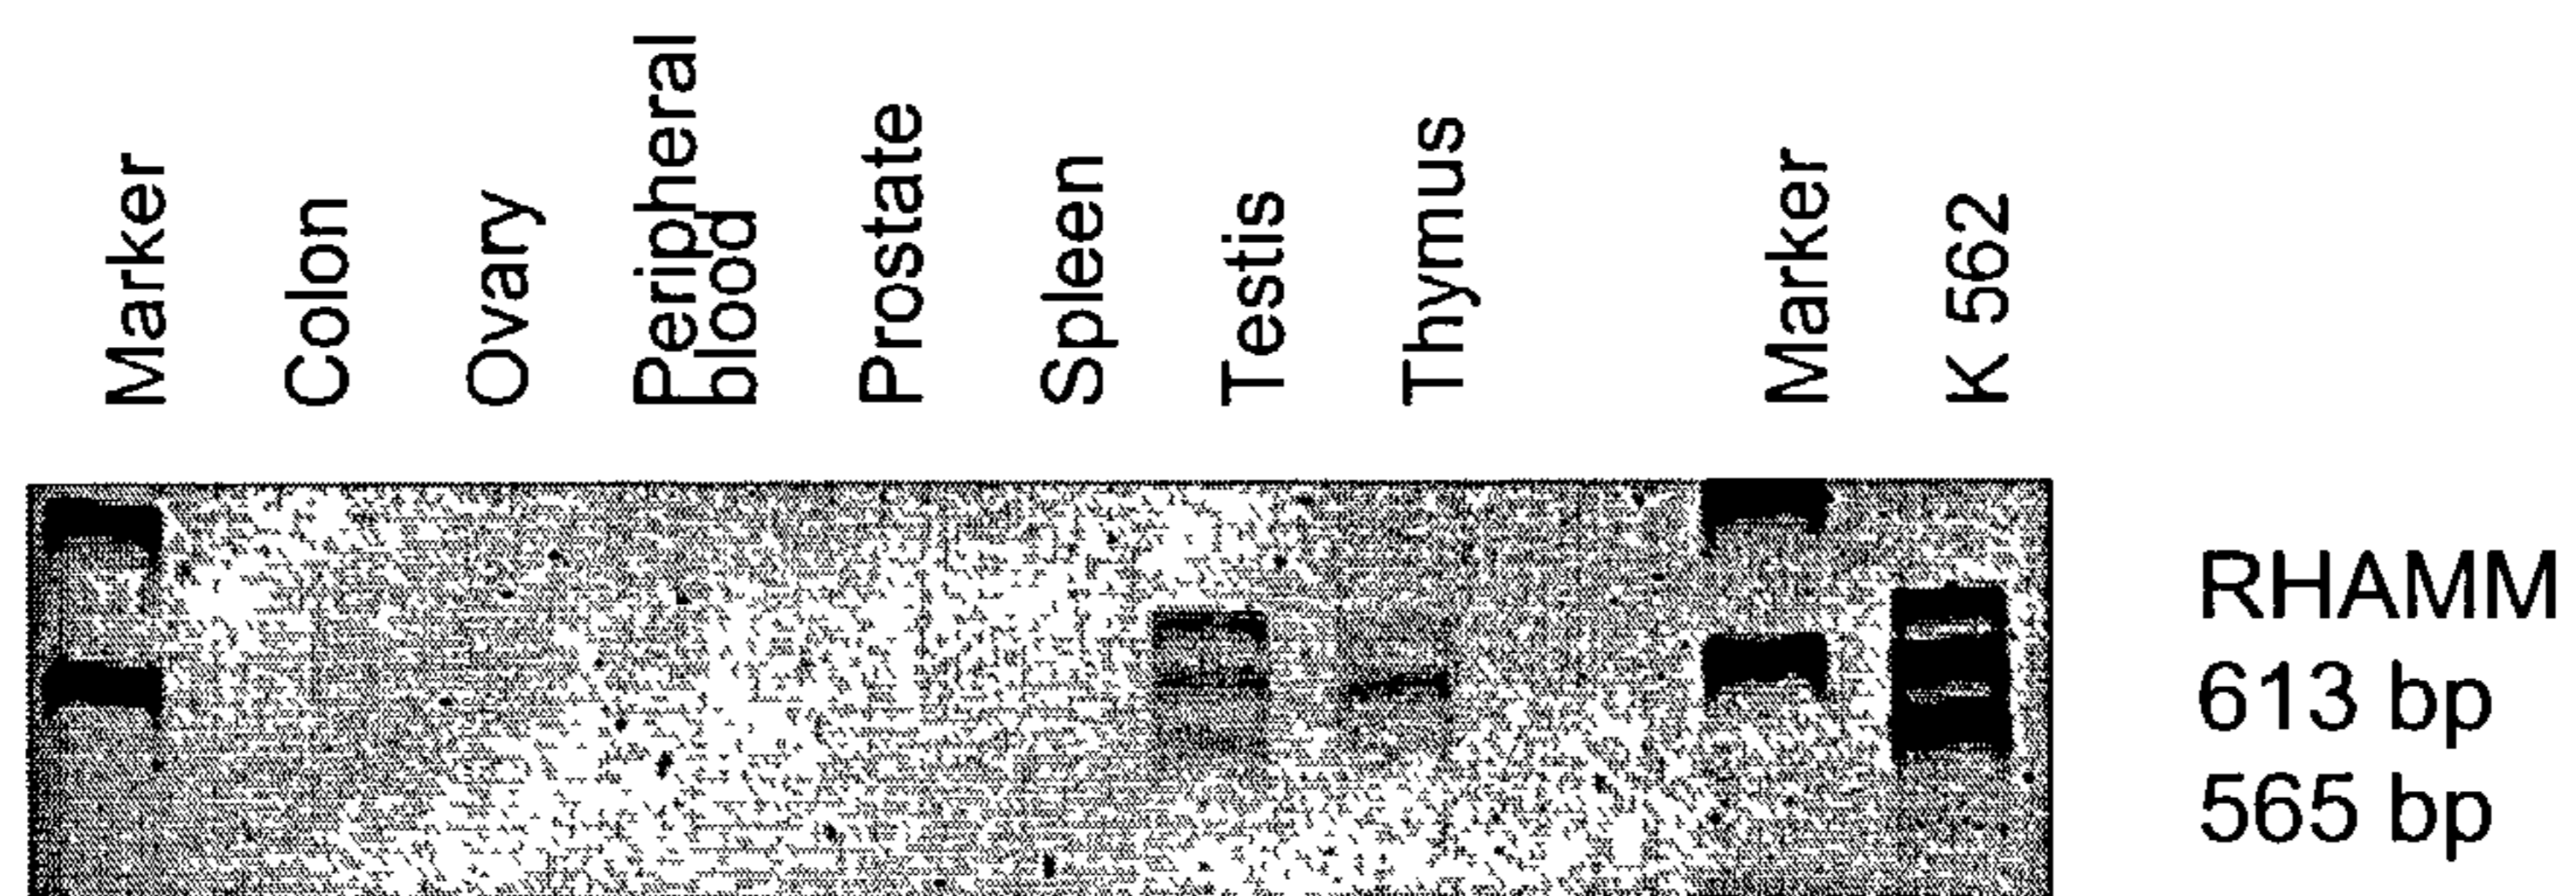 Marker
Colon
Ovary
Peripheral
blood
Prostate
Spleen
Testis
Thymus
Marker
K 562
RHAMM
613 bp
565 bp